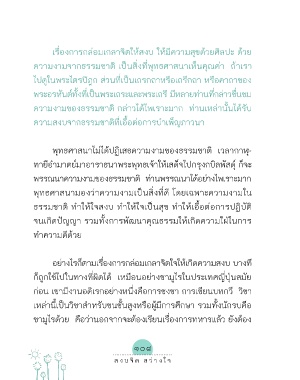 เรื่องการกล่อมเกลาจิตให้สงบ ให้มีความสุขด้วยศิลปะ ด้วย
ความงามจากธรรมชาติ เป็นสิ่งที่พุทธศาสนาเห็นคุณค่า ถ้าเรา
ไปดูในพระไตรปิฎก ส่วนที่เป็นเถรคาถาหรือเถรีคาถา หรือคาถาของ
พระอรหันต์ทั้งที่เป็นพระเถระและพระเถรี มีหลายท่านที่กล่าวชื่นชม
ความงามของธรรมชาติ กล่าวได้ไพเราะมาก ท่านเหล่านั้นได้รับ
ความสงบจากธรรมชาติที่เอื้อต่อการบำเพ็ญภาวนา
พุทธศาสนาไม่ได้ปฏิเสธความงามของธรรมชาติ เวลากาฬุ-
ทายีอำมาตย์มาอาราธนาพระพุทธเจ้าให้เสด็จไปกรุงกบิลพัสดุ์ ก็จะ
พรรณนาความงามของธรรมชาติ ท่านพรรณนาได้อย่างไพเราะมาก
พุทธศาสนามองว่าความงามเป็นสิ่งที่ดี โดยเฉพาะความงามใน
ธรรมชาติ ทำให้ใจสงบ ทำให้ใจเป็นสุข ทำให้เอื้อต่อการปฏิบัติ
จนเกิดปัญญา รวมทั้งการพัฒนาคุณธรรมให้เกิดความใฝ่ในการ
ทำความดีด้วย
อย่างไรก็ตามเรื่องการกล่อมเกลาจิตใจให้เกิดความสงบ บางที
ก็ถูกใช้ไปในทางที่ผิดได้ เหมือนอย่างซามูไรในประเทศญี่ปุ่นสมัย
ก่อน เขามีงานอดิเรกอย่างหนึ่งคือการชงชา การเขียนบทกวี วิชา
เหล่านี้เป็นวิชาสำหรับชนชั้นสูงหรือผู้มีการศึกษา รวมทั้งนักรบคือ
ซามูไรด้วย คือว่านอกจากจะต้องเรียนเรื่องการทหารแล้ว ยังต้อง
๑๐๘
สงบจิต สว่างใจ